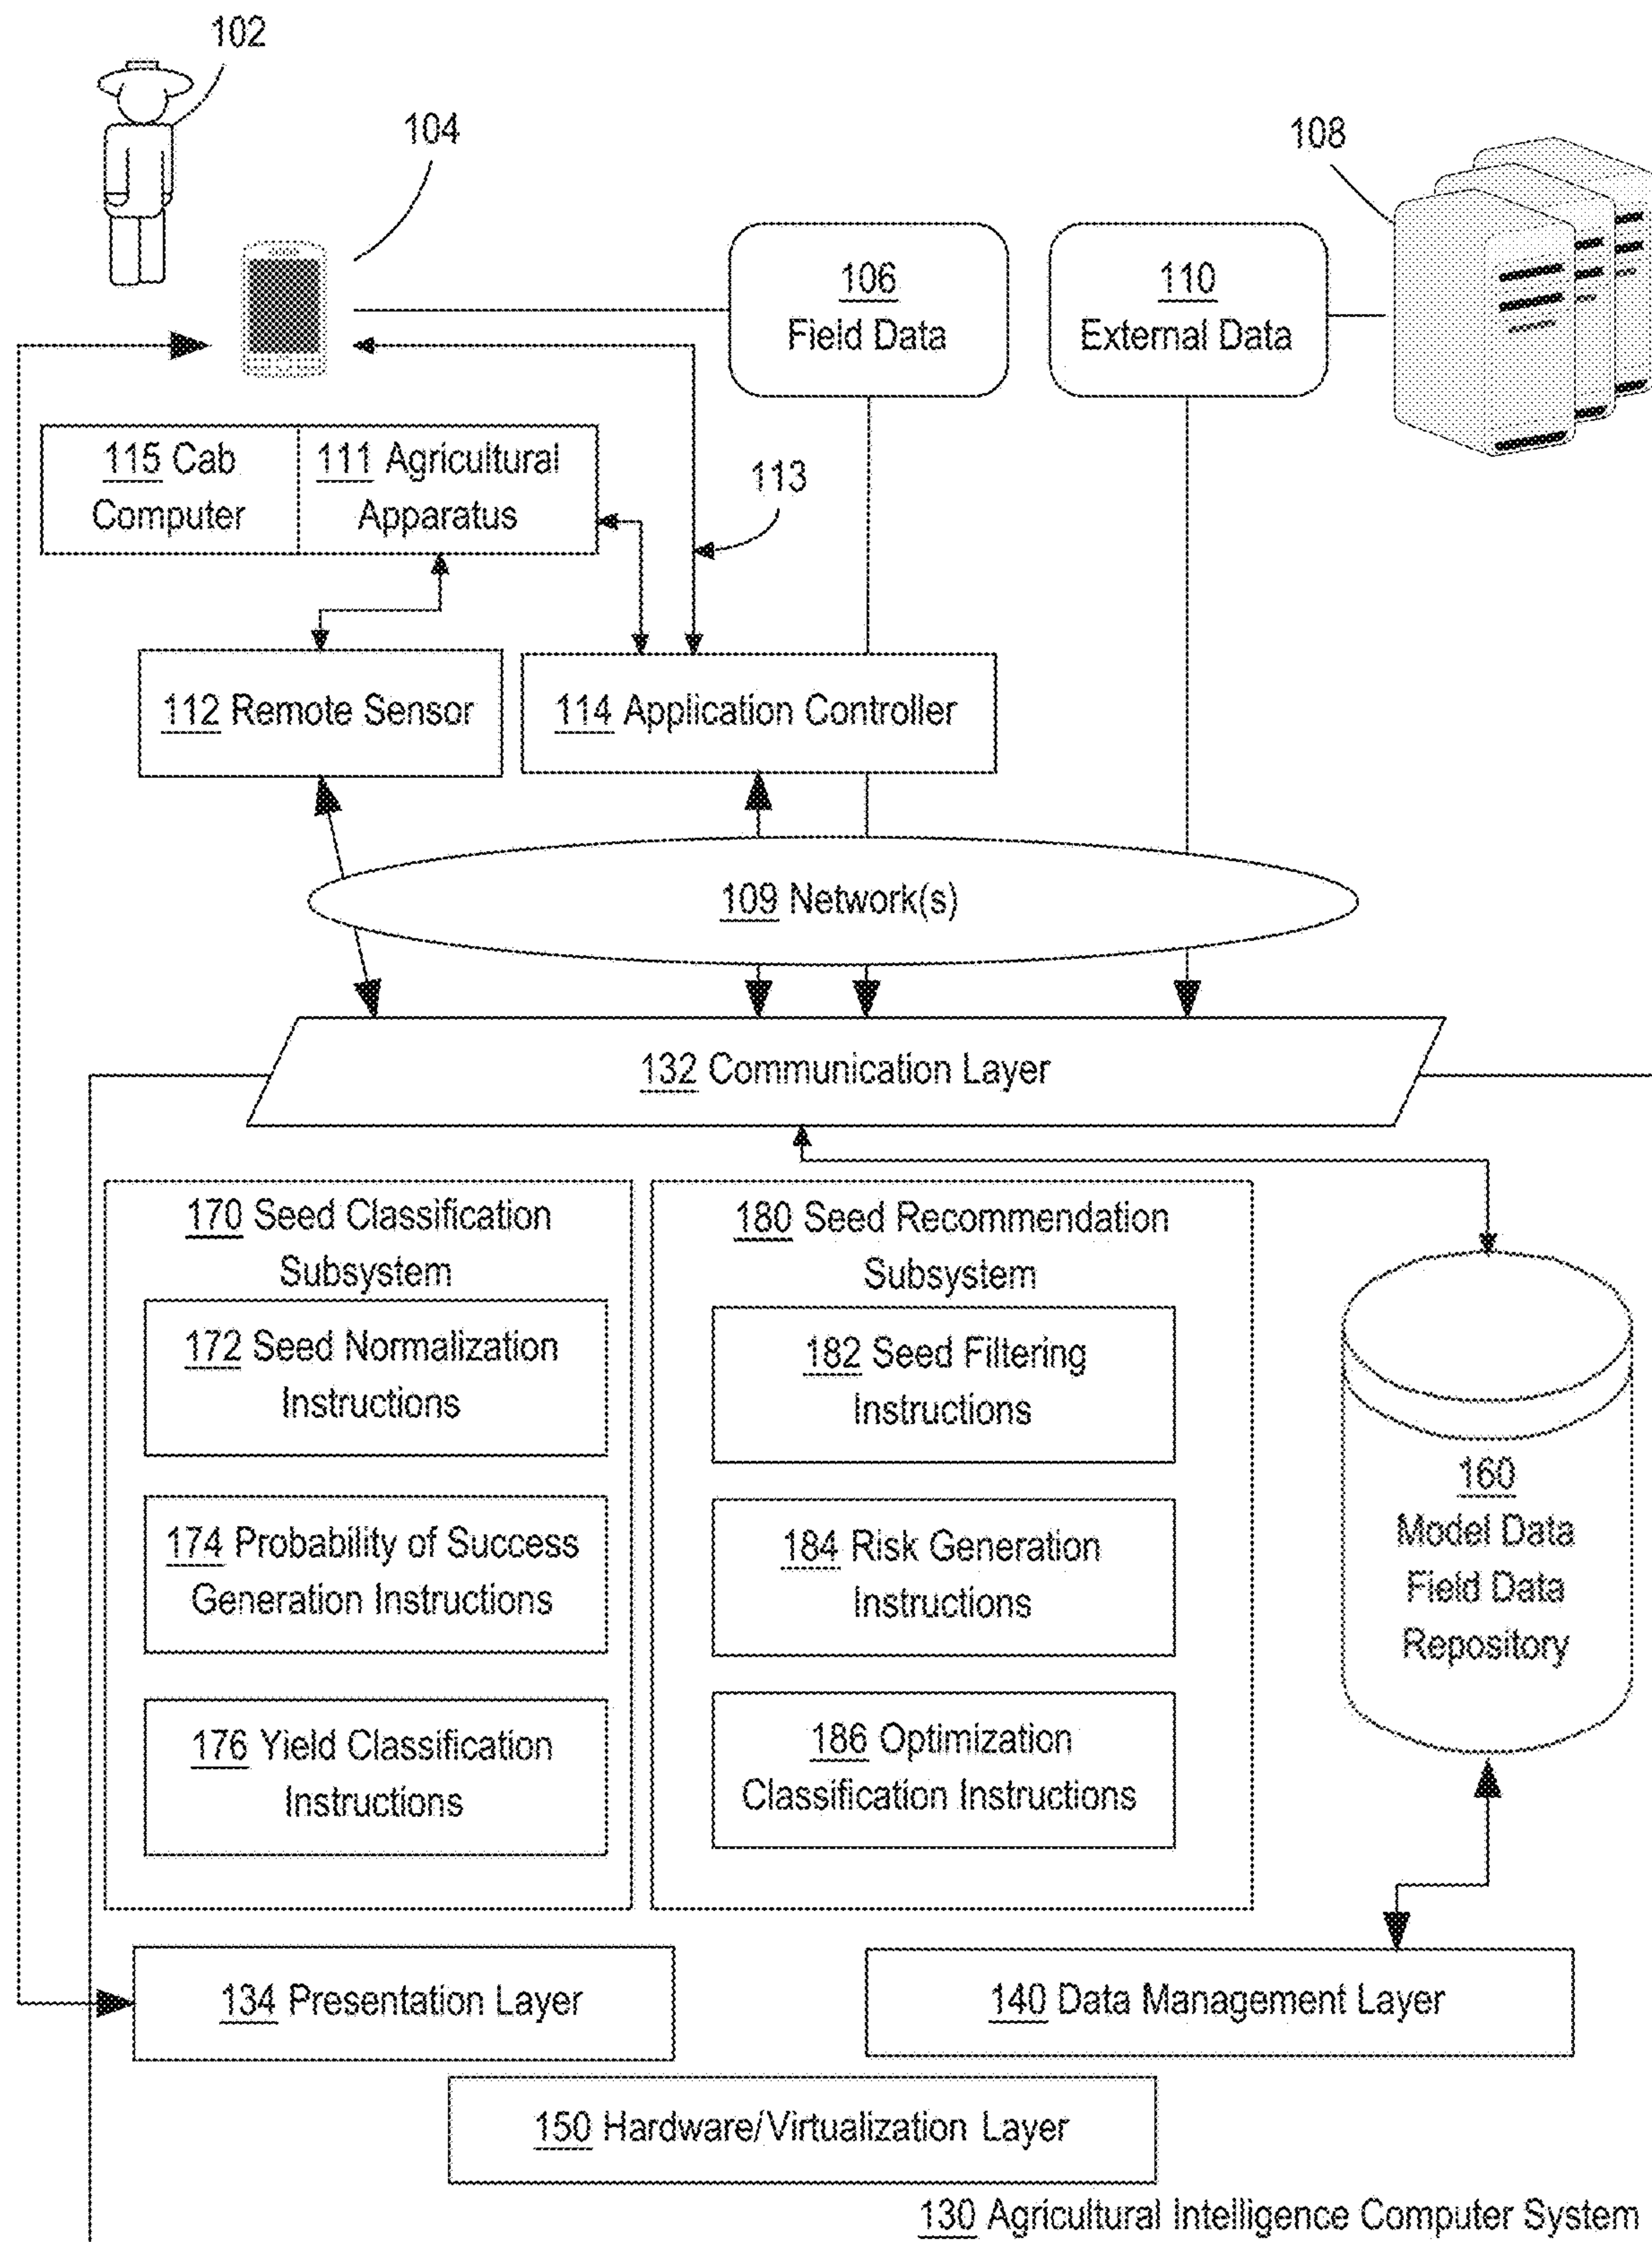 102
104
108
106
Field Data
110
External Data
115 Cab
Computer
111 Agricultural
Apparatus
113
112 Remote Sensor
114 Application Controller
109 Network(s)
132 Communication Layer
170 Seed Classification
Subsystem
172 Seed Normalization
Instructions
174 Probability of Success
Generation Instructions
176 Yield Classification
Instructions
180 Seed Recommendation
Subsystem
182 Seed Filtering
Instructions
184 Risk Generation
Instructions
186 Optimization
Classification Instructions
160
Model Data
Field Data
Repository
134 Presentation Layer
140 Data Management Layer
150 Hardware/Virtualization Layer
130 Agricultural Intelligence Computer System